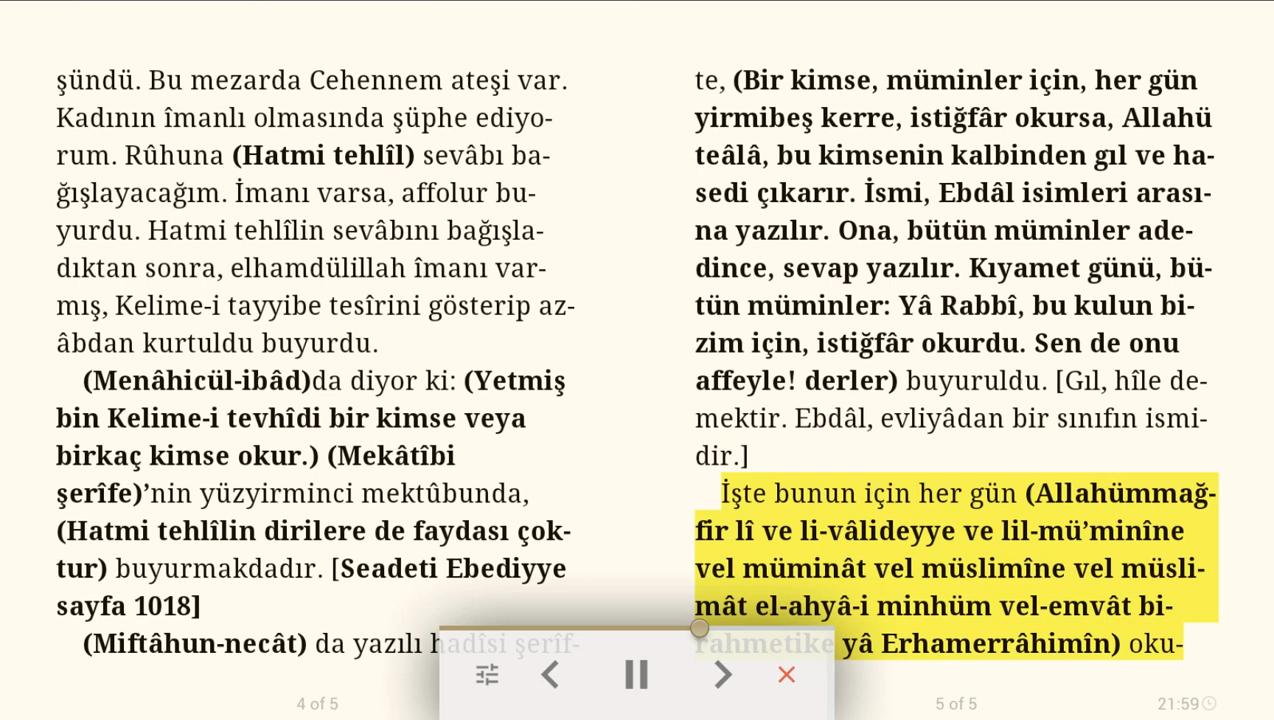 şündü. Bu mezarda Cehennem ateşi var.
Kadının îmanlı olmasında şüphe ediyo-
rum. Rûhuna (Hatmi tehlîl) sevâbı ba-
ğışlayacağım. İmanı varsa, affolur bu-
yurdu. Hatmi tehlîlin sevâbını bağışla-
dıktan sonra, elhamdülillah îmanı var-
mış, Kelime-i tayyibe tesîrini gösterip az-
âbdan kurtuldu buyurdu.
(Menâhicül-ibâd)da diyor ki: (Yetmiş
bin Kelime-i tevhîdi bir kimse veya
birkaç kimse okur.) (Mekâtîbi
şerîfe)’nin yüzyirminci mektûbunda,
(Hatmi tehlîlin dirilere de faydası çok-
tur) buyurmakdadır. [Seadeti Ebediyye
sayfa 1018]
(Miftâhun-necât) da yazılı hadîsi şerîf-
4 of 5
te, (Bir kimse, müminler için, her gün
yirmibeş kerre, istiğfâr okursa, Allahü
teâlâ, bu kimsenin kalbinden gıl ve ha-
sedi çıkarır. İsmi, Ebdâl isimleri arası-
na yazılır. Ona, bütün müminler ade-
dince, sevap yazılır. Kıyamet günü, bü-
tün müminler: Yâ Rabbî, bu kulun bi-
zim için, istiğfâr okurdu. Sen de onu
affeyle! derler) buyuruldu. [Gıl, hîle de-
mektir. Ebdâl, evliyâdan bir sınıfın ismi-
dir.]
İşte bunun için her gün (Allahümmağ-
fir lî ve li-vâlideyye ve lil-mü’minîne
vel müminât vel müslimîne vel müsli-
mât el-ahyâ-i minhüm vel-emvât bi-
rahmetike yâ Erhamerrâhimîn) oku-
5 of 5
21:59